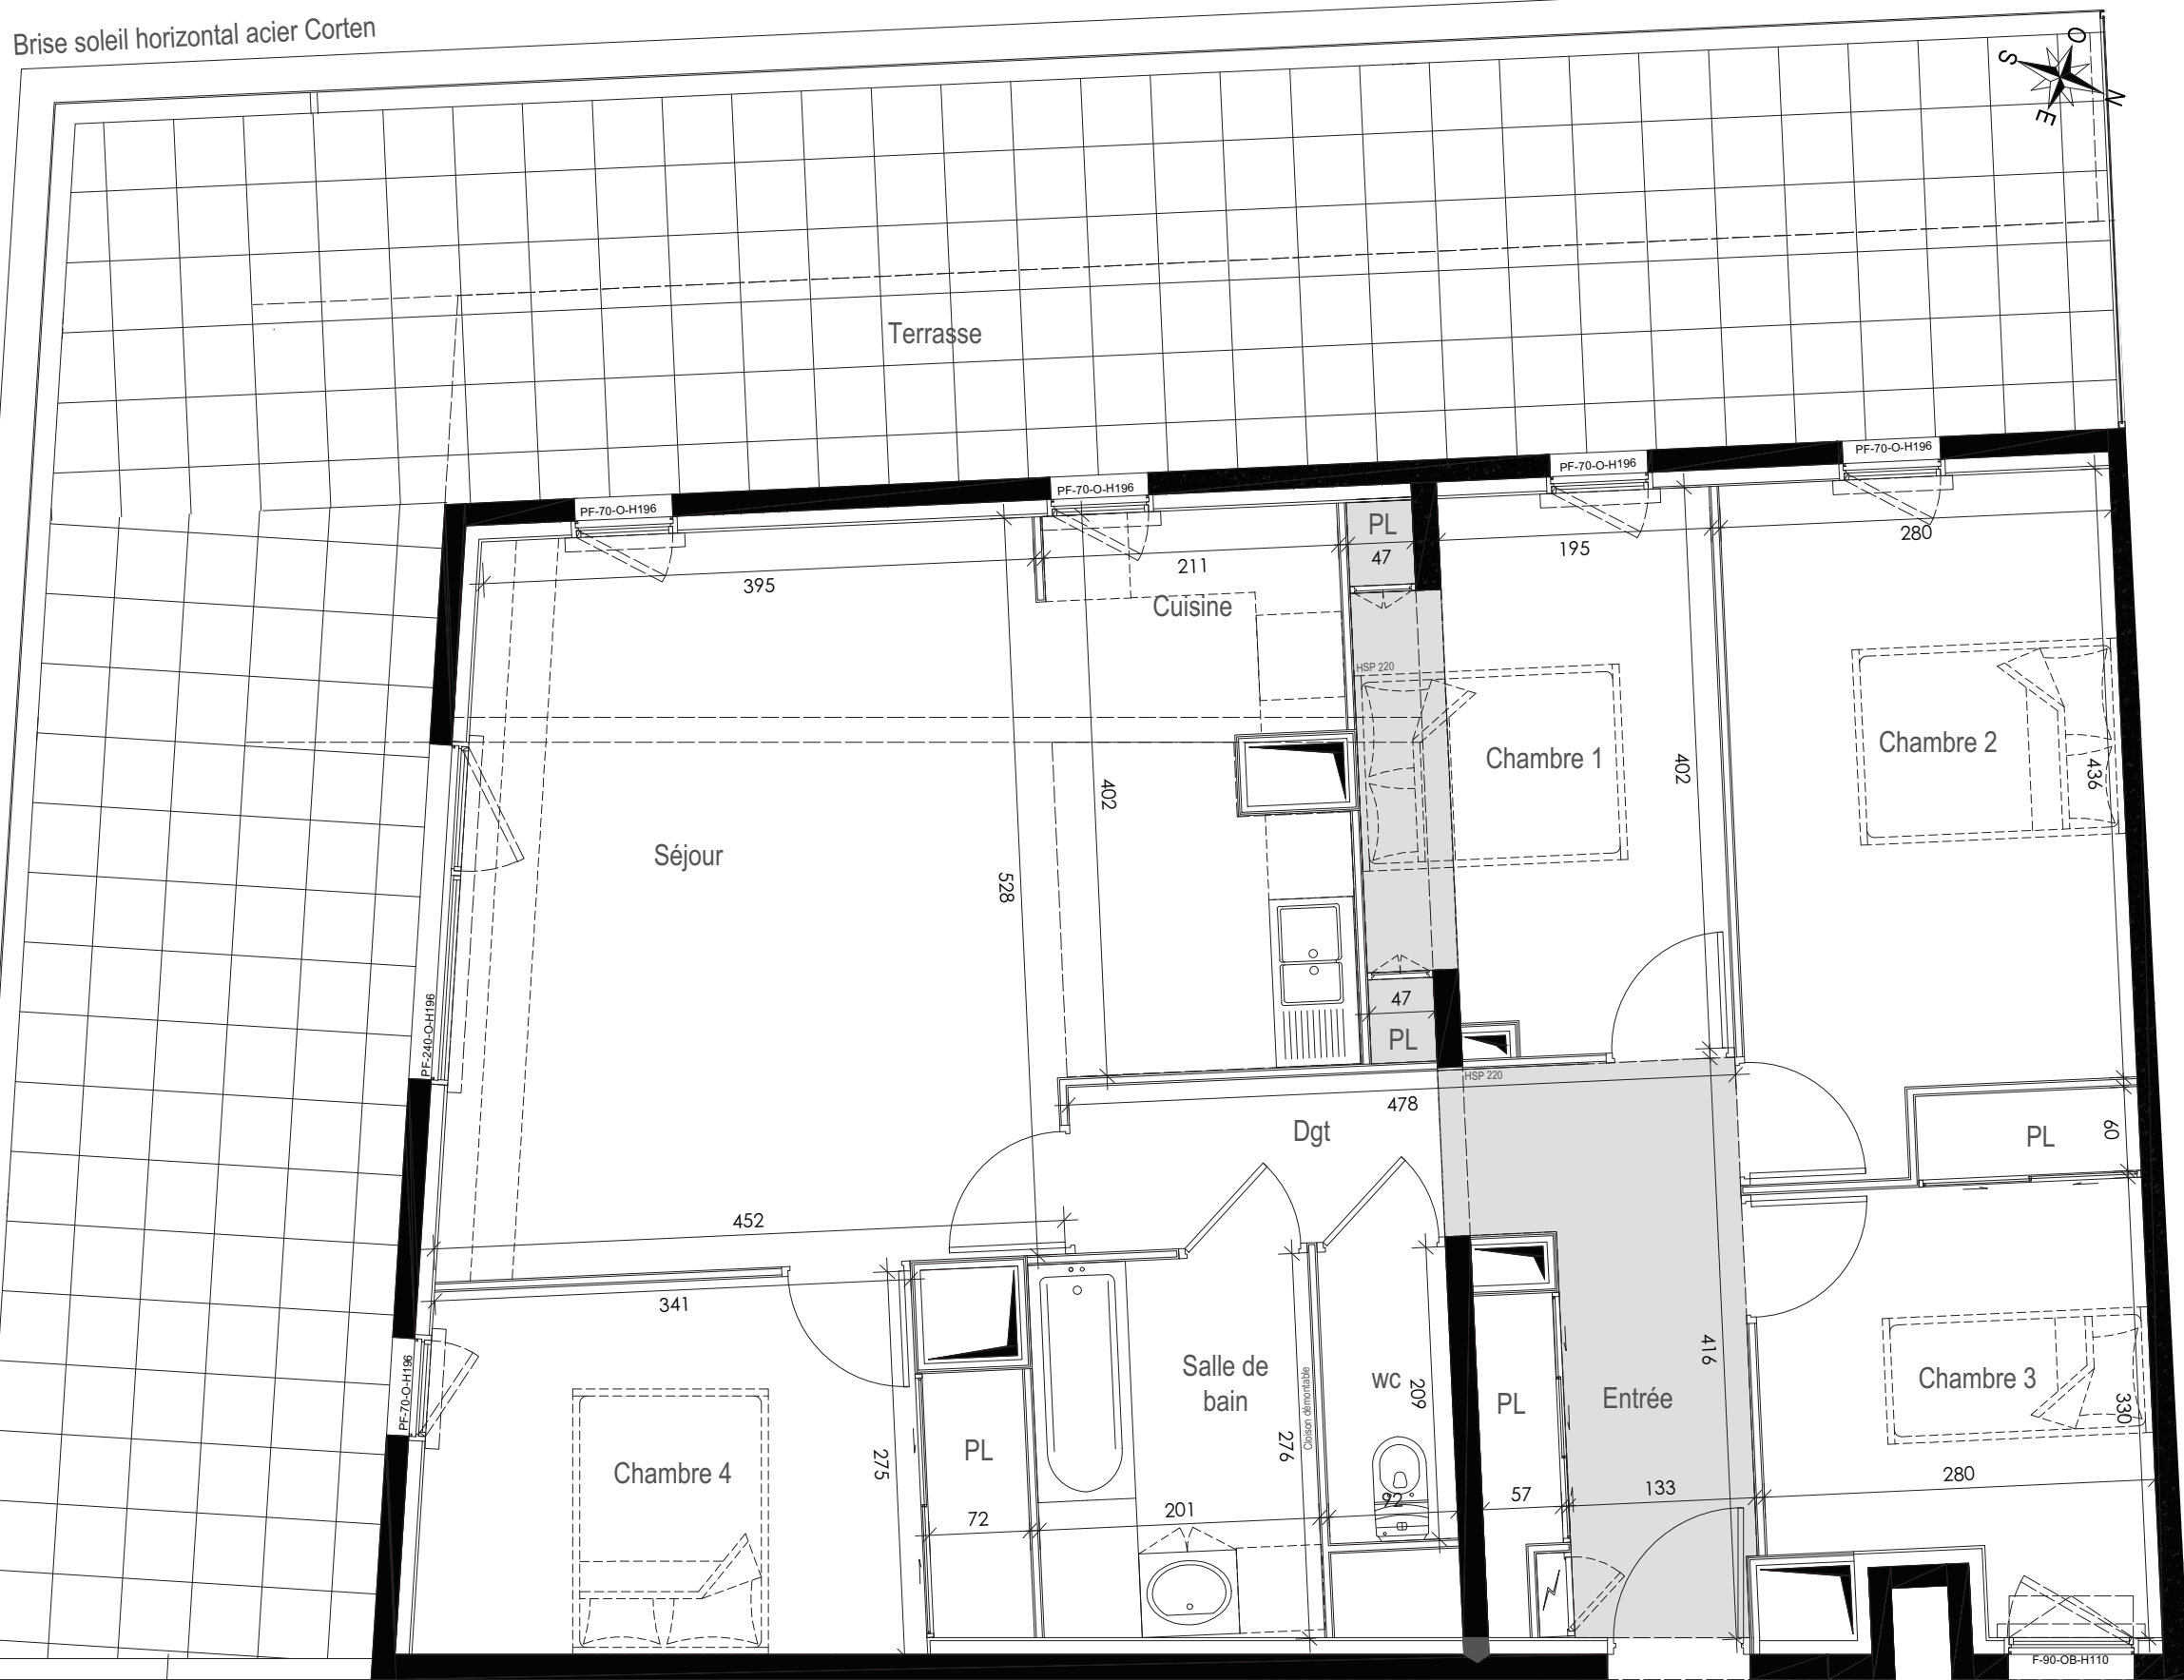 Brise soleil horizontal acier Corten
O
S
N
E
Terrasse
PF-70-O-H196
PF-70-O-H196
PF-70-O-H196
PF-70-O-H196
PL
47
395
211
195
280
Cuisine
HSP 220
Chambre 1
Chambre 2
402
402
436
Séjour
528
PF-240-O-H196
47
PL
HSP 220
478
Dgt
PL
60
452
341
PF-70-O-H196
Salle de
bain
Cloison démontable
wc
209
PL
Entrée
416
Chambre 3
330
Chambre 4
275
PL
276
72
201
92
57
133
280
F-90-OB-H110